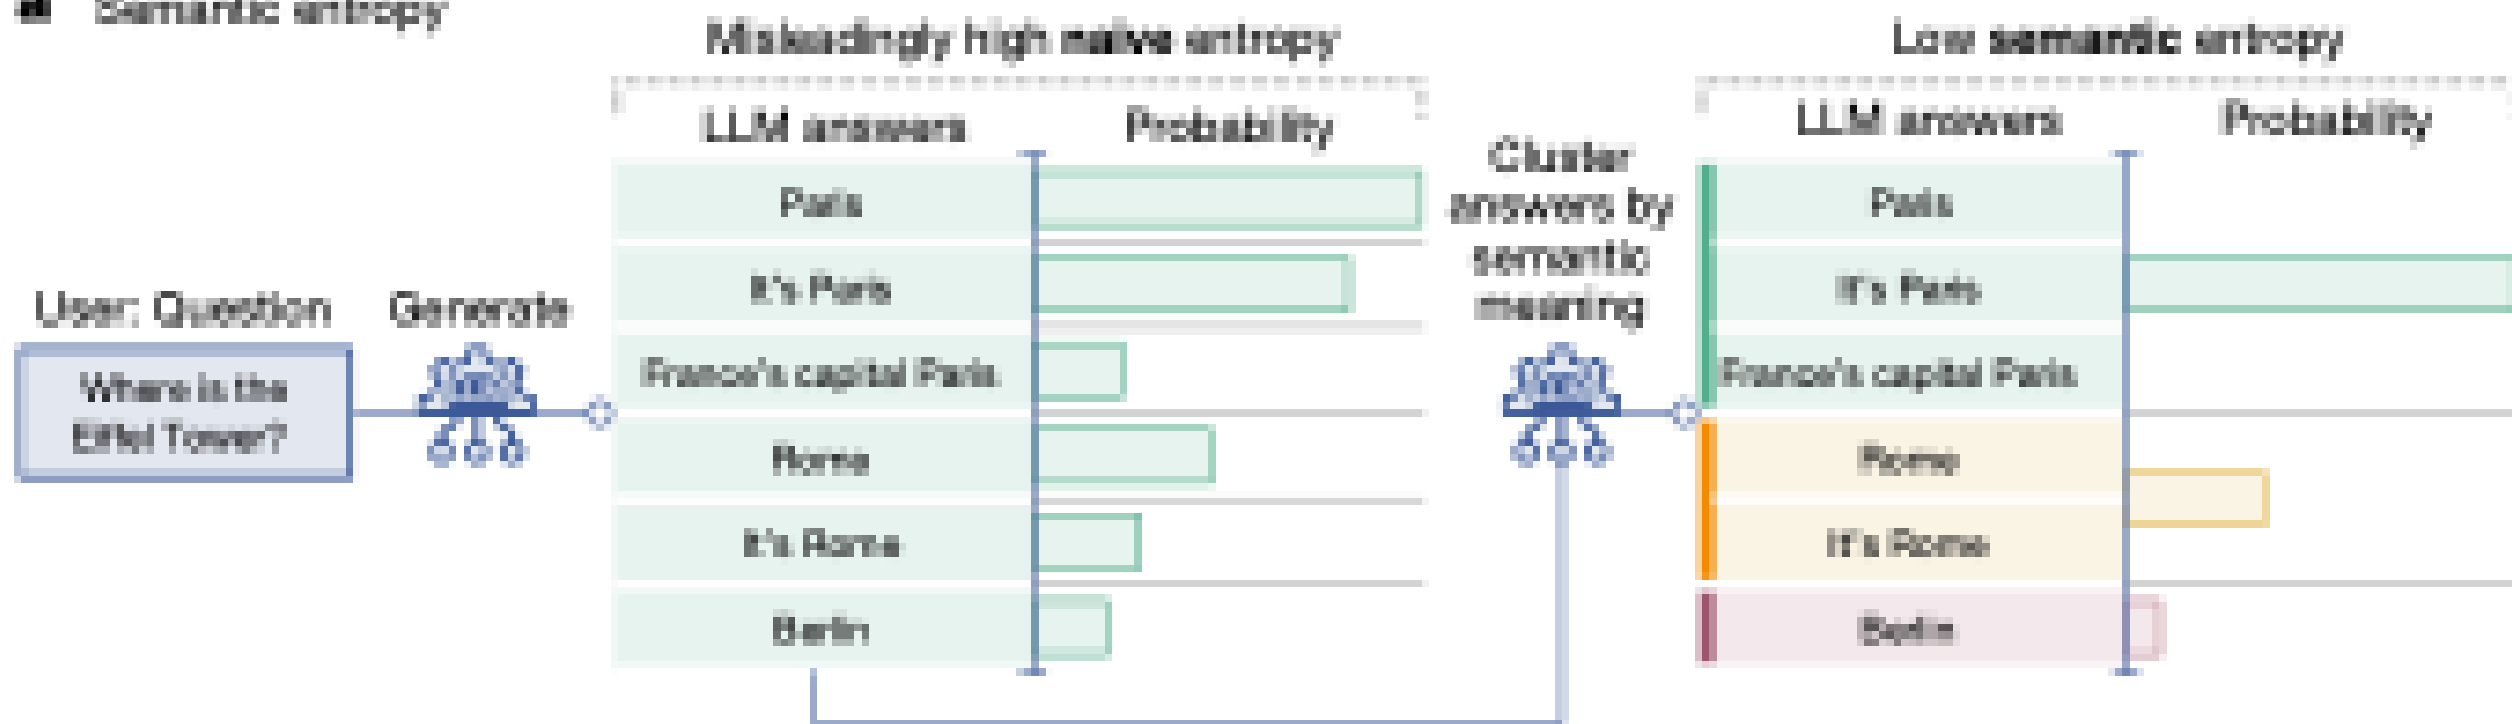 a Semantic entropy
Misleadingly high naive entropy
Low semantic entropy
LLM answers
Probability
Cluster
answers by
semantic
meaning
LLM answers
Probability
User: Question
Generate
Where is the
Eiffel Tower?
Paris
It's Paris
France's capital Paris
Rome
It's Rome
Berlin
Paris
It's Paris
France's capital Paris
Rome
It's Rome
Berlin